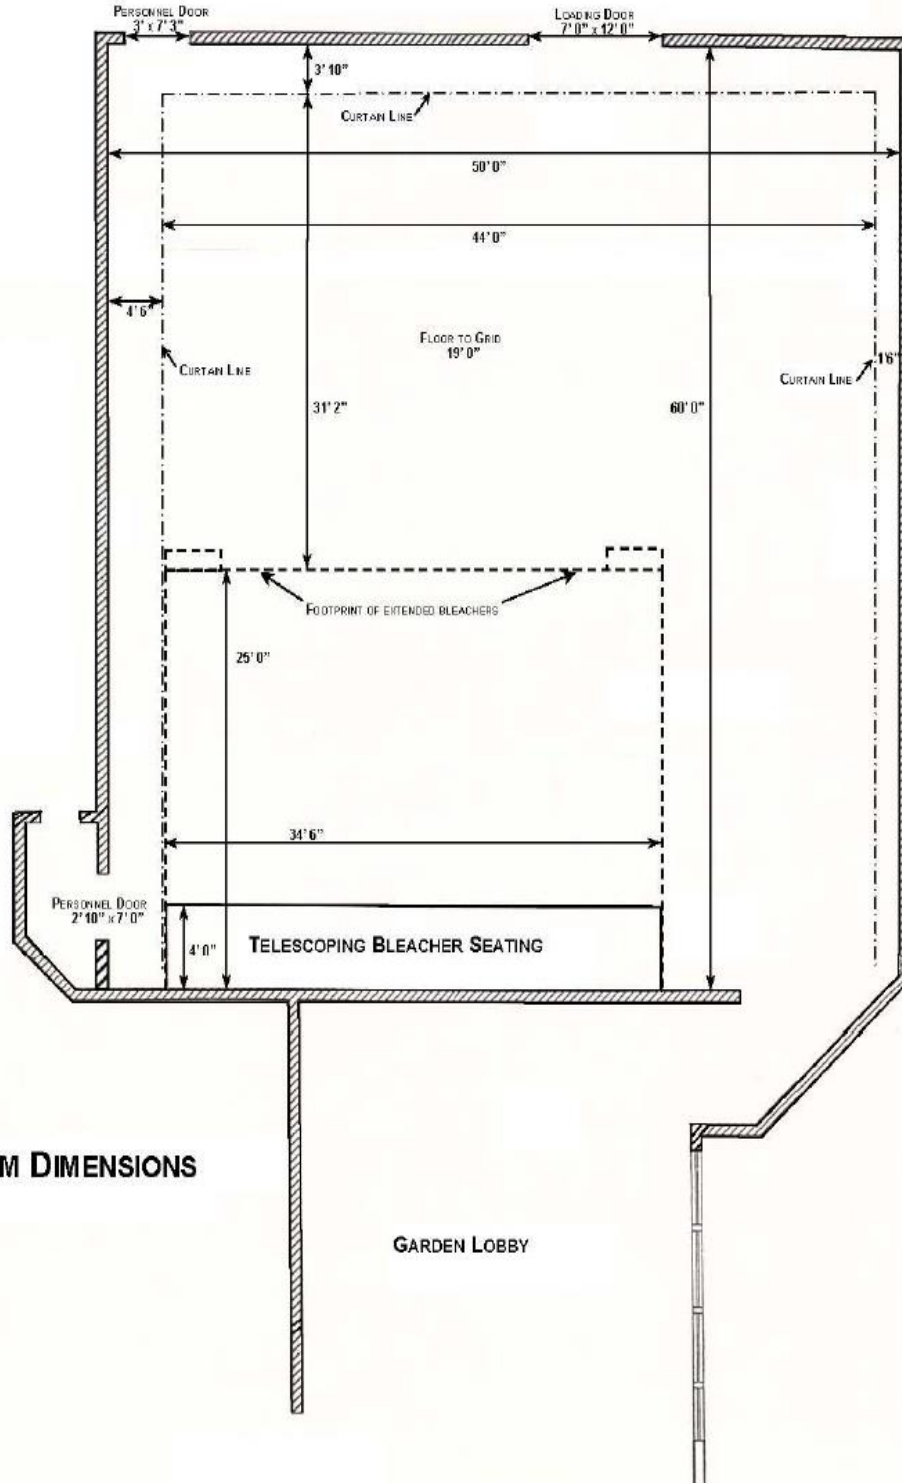 PERSONNEL DOOR
3' x 7'3"
LOADING DOOR
7'0" x 12'0"
3'10"
CURTAIN LINE
50'0"
44'0"
4'6"
FLOOR TO GRID
19'0"
CURTAIN LINE
1'6"
CURTAIN LINE
31'2"
60'0"
FOOTPRINT OF EXTENDED BLEACHERS
25'0"
34'6"
PERSONNEL DOOR
2'10" x 7'0"
4'0"
TELESCOPING BLEACHER SEATING
M DIMENSIONS
GARDEN LOBBY